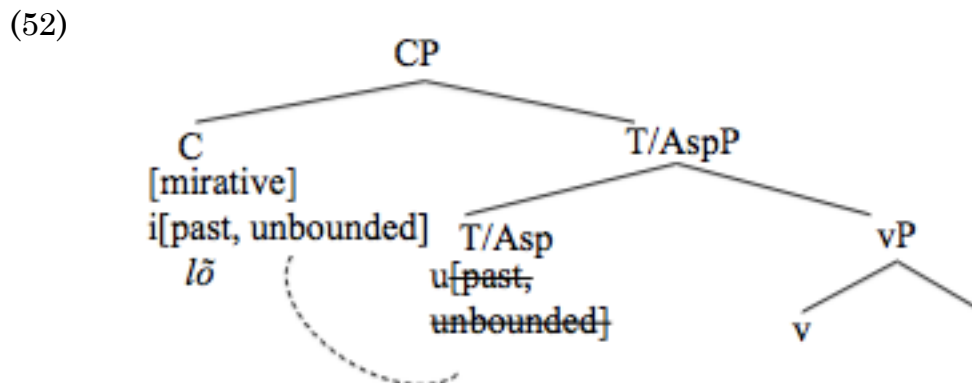 (52)
CP
C T/AspP
[mirative]
i[past, unbounded] T/Asp vP
lõ u[past,
unbounded]
v